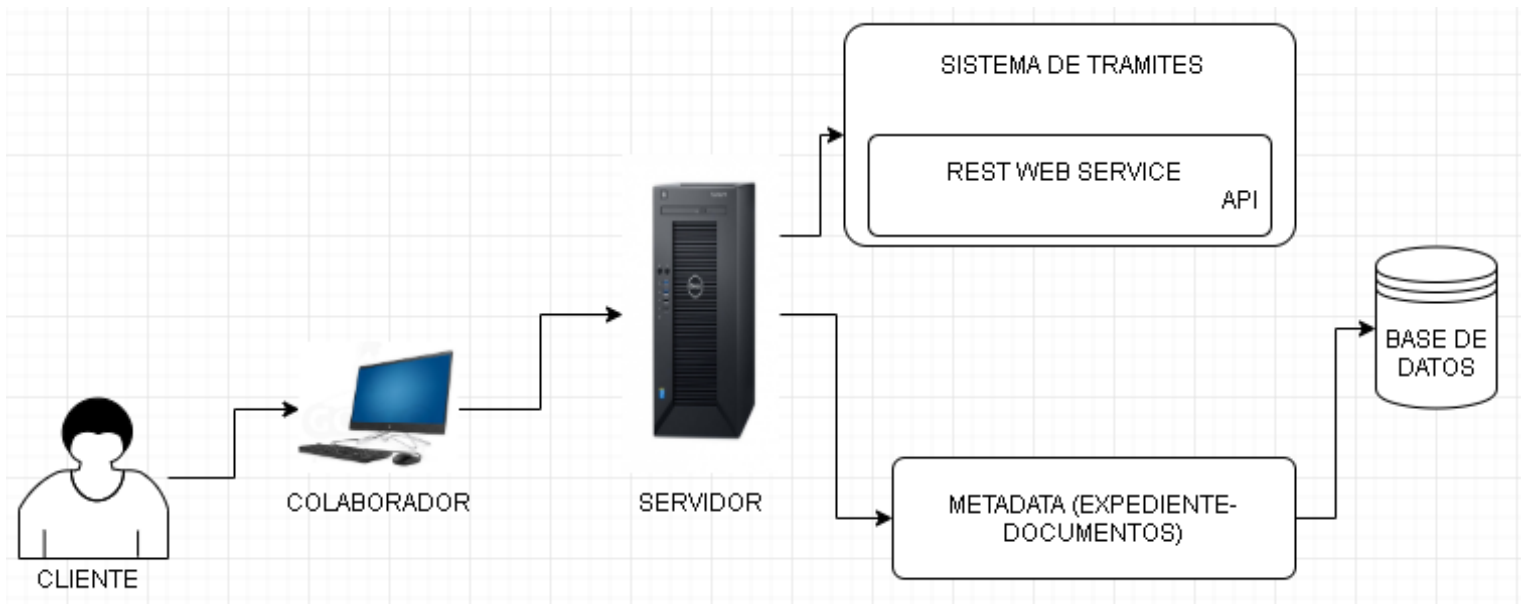 SISTEMA DE TRAMITES
REST WEB SERVICE
API
BASE DE
DATOS
COLABORADOR
SERVIDOR
METADATA (EXPEDIENTE-
DOCUMENTOS)
CLIENTE